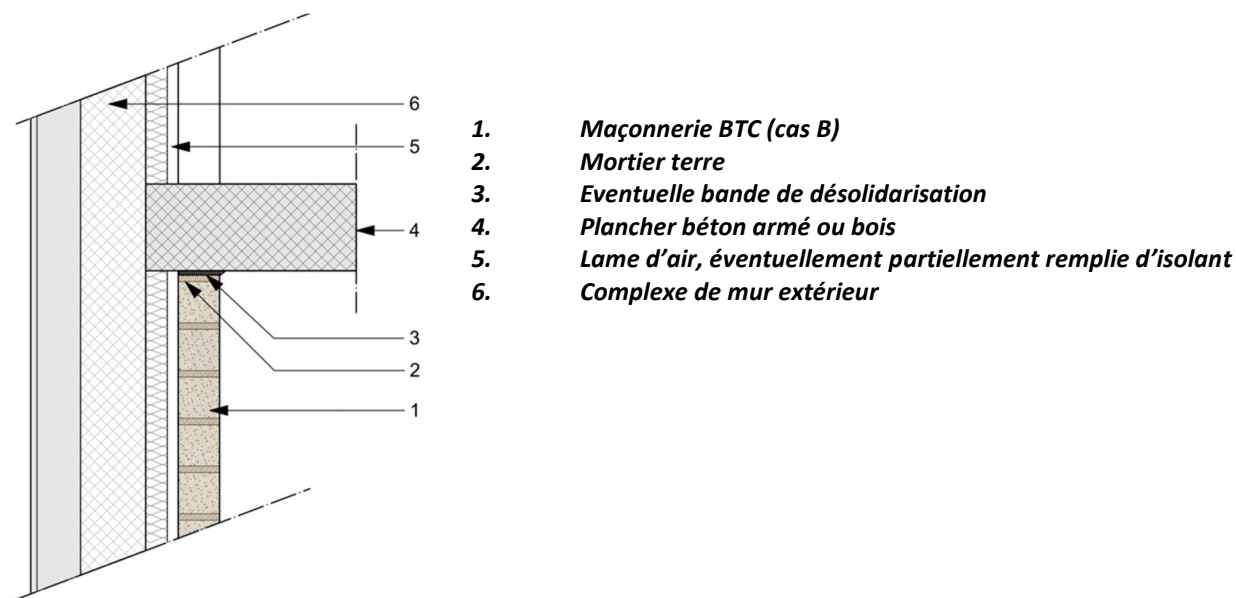 6
5
4
3
2
1
1. Maçonnerie BTC (cas B)
2. Mortier terre
3. Eventuelle bande de désolidarisation
4. Plancher béton armé ou bois
5. Lame d’air, éventuellement partiellement remplie d’isolant
6. Complexe de mur extérieur